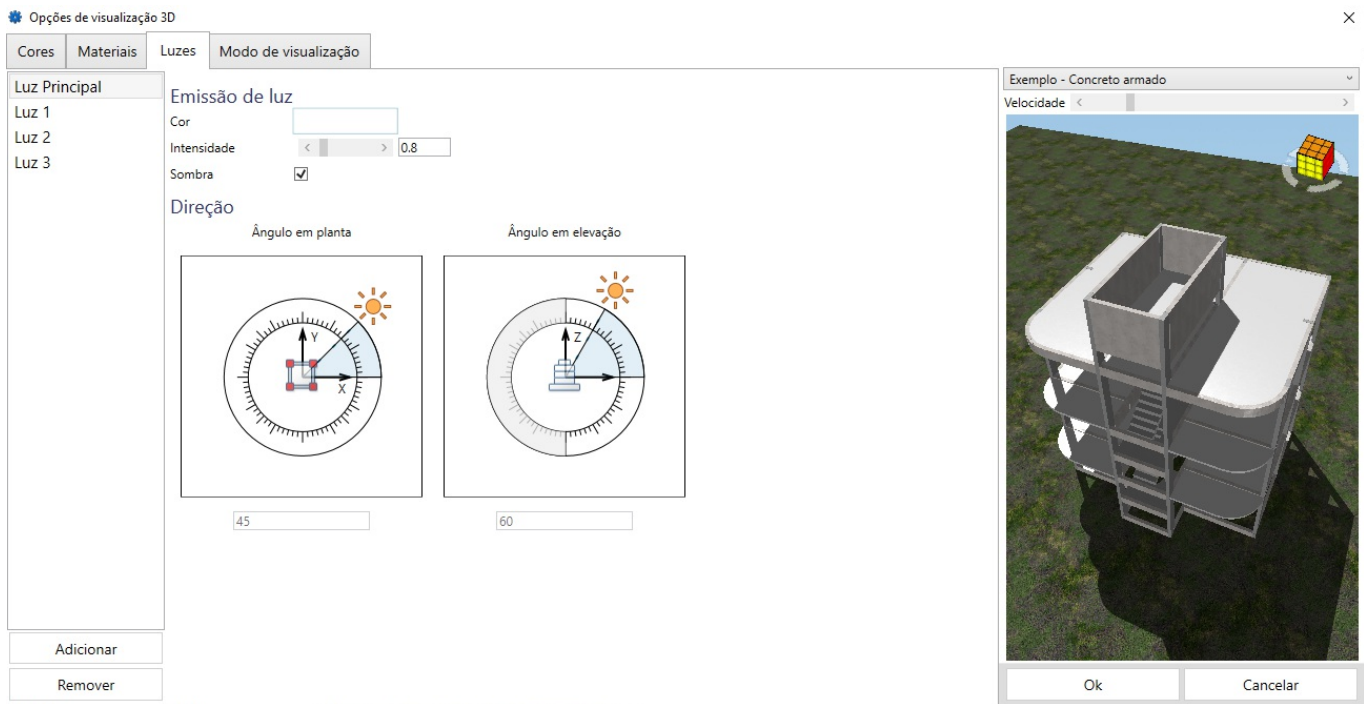 Opções de visualização 3D
Cores Materiais Luzes Modo de visualização
Luz Principal
Luz 1
Luz 2
Luz 3
Adicionar
Remover
Emissão de luz
Cor
Intensidade 0.8
Sombra
Direção
Ângulo em planta Ângulo em elevação
Y
X
Z
45 60
Exemplo - Concreto armado
Velocidade
Ok Cancelar